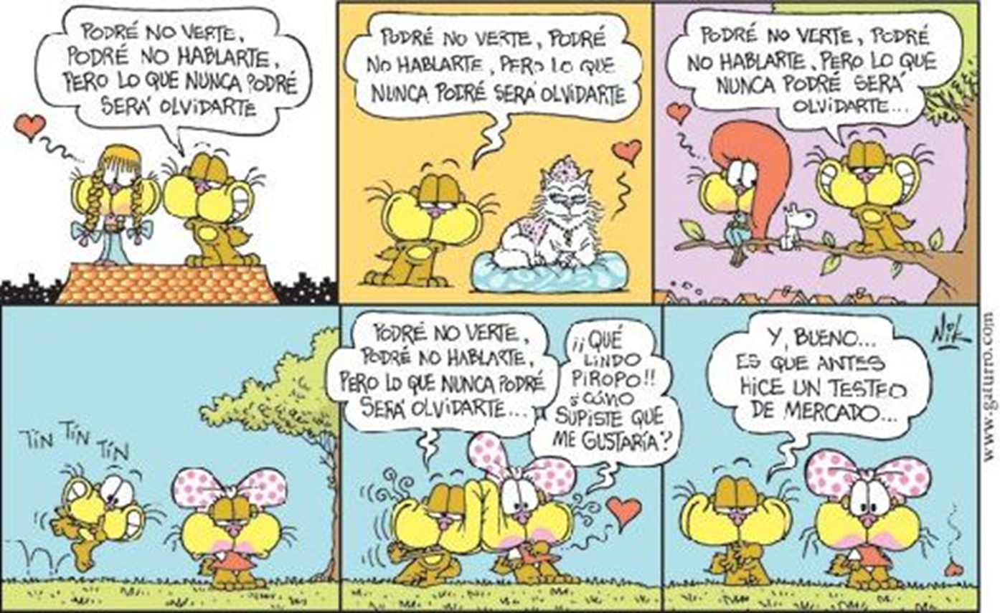 PODRÉ NO VERTE,
PODRÉ NO HABLARTE,
PERO LO QUE NUNCA PODRÉ
SERÁ OLVIDARTE
PODRÉ NO VERTE, PODRÉ
NO HABLARTE, PERO LO QUE
NUNCA PODRÉ SERÁ OLVIDARTE
PODRÉ NO VERTE, PODRÉ
NO HABLARTE, PERO LO QUE
NUNCA PODRÉ SERÁ
OLVIDARTE...
TÍN TÍN TÍN
PODRÉ NO VERTE,
PODRÉ NO HABLARTE,
PERO LO QUE NUNCA PODRÉ
SERÁ OLVIDARTE...
¡¡QUÉ
LINDO
PIROPO!!
¿CÓMO
SUPISTE QUE
ME GUSTARÍA?
Y, BUENO...
ES QUE ANTES
HICE UN TESTEO
DE MERCADO...
NiK
www.gaturro.com